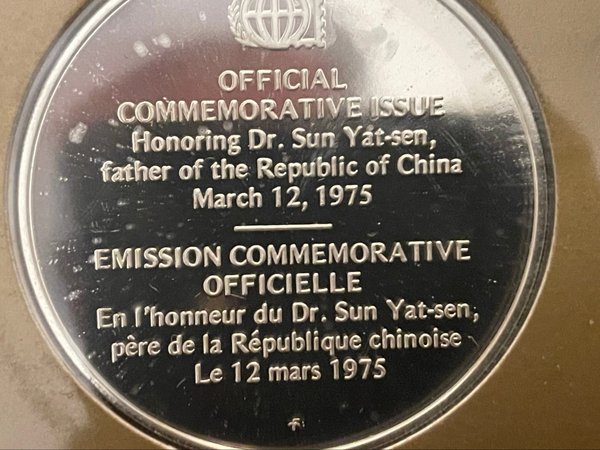 OFFICIAL
COMMEMORATIVE ISSUE
Honoring Dr. Sun Yat-sen,
father of the Republic of China
March 12, 1975
EMISSION COMMEMORATIVE
OFFICIELLE
En l'honneur du Dr. Sun Yat-sen,
père de la République chinoise
Le 12 mars 1975